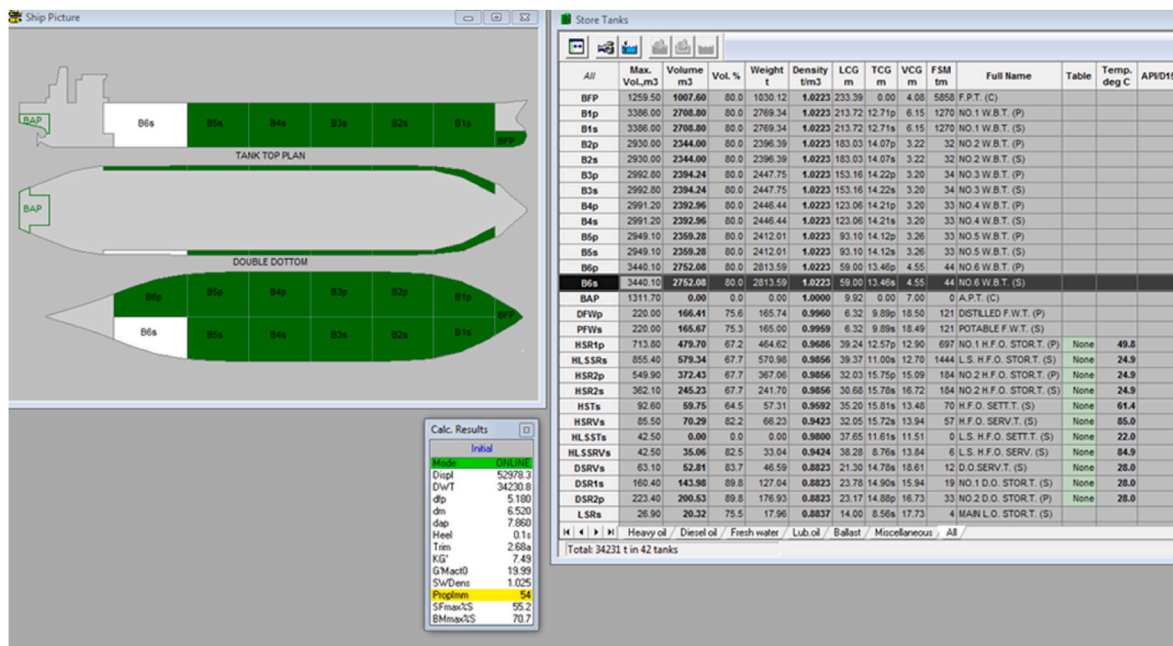 Ship Picture
BAP
B6s
B5s
B4s
B3s
B2s
B1s
BFP
TANK TOP PLAN
BAP
DOUBLE DOTTOM
B6p B5p B4p B3p B2p B1p
B6s B5s B4s B3s B2s B1s BFP
Calc. Results
Initial
Mode ONLINE
Displ 52978.3
DWT 34230.8
dfp 5.180
dm 6.520
dap 7.860
Heel 0.1s
Trim 2.68a
KG' 7.49
G'Mact0 19.99
SWDens 1.025
PropImm 54
SFmax%S 55.2
BMmax%S 70.7
Store Tanks
All Max. Vol.,m3 Volume m3 Vol. % Weight t Density t/m3 LCG m TCG m VCG m FSM tm Full Name Table Temp. deg C API/D15
BFP 1259.50 1007.60 80.0 1030.12 1.0223 233.39 0.00 4.08 5858 F.P.T. (C)
B1p 3386.00 2708.80 80.0 2769.34 1.0223 213.72 12.71p 6.15 1270 NO.1 W.B.T. (P)
B1s 3386.00 2708.80 80.0 2769.34 1.0223 213.72 12.71s 6.15 1270 NO.1 W.B.T. (S)
B2p 2930.00 2344.00 80.0 2396.39 1.0223 183.03 14.07p 3.22 32 NO.2 W.B.T. (P)
B2s 2930.00 2344.00 80.0 2396.39 1.0223 183.03 14.07s 3.22 32 NO.2 W.B.T. (S)
B3p 2992.80 2394.24 80.0 2447.75 1.0223 153.16 14.22p 3.20 34 NO.3 W.B.T. (P)
B3s 2992.80 2394.24 80.0 2447.75 1.0223 153.16 14.22s 3.20 34 NO.3 W.B.T. (S)
B4p 2991.20 2392.96 80.0 2446.44 1.0223 123.06 14.21p 3.20 33 NO.4 W.B.T. (P)
B4s 2991.20 2392.96 80.0 2446.44 1.0223 123.06 14.21s 3.20 33 NO.4 W.B.T. (S)
B5p 2949.10 2359.28 80.0 2412.01 1.0223 93.10 14.12p 3.26 33 NO.5 W.B.T. (P)
B5s 2949.10 2359.28 80.0 2412.01 1.0223 93.10 14.12s 3.26 33 NO.5 W.B.T. (S)
B6p 3440.10 2752.08 80.0 2813.59 1.0223 59.00 13.46p 4.55 44 NO.6 W.B.T. (P)
B6s 3440.10 2752.08 80.0 2813.59 1.0223 59.00 13.46s 4.55 44 NO.6 W.B.T. (S)
BAP 1311.70 0.00 0.0 0.00 1.0000 9.92 0.00 7.00 0 A.P.T. (C)
DFWp 220.00 166.41 75.6 165.74 0.9960 6.32 9.89p 18.50 121 DISTILLED F.W.T. (P)
PFWs 220.00 165.67 75.3 165.00 0.9959 6.32 9.89s 18.49 121 POTABLE F.W.T. (S)
HSR1p 713.80 479.70 67.2 464.62 0.9686 39.24 12.57p 12.90 697 NO.1 H.F.O. STOR.T. (P) None 49.8
HLSSRs 855.40 579.34 67.7 570.98 0.9856 39.37 11.00s 12.70 1444 L.S. H.F.O. STOR.T. (S) None 24.9
HSR2p 549.90 372.43 67.7 367.06 0.9856 32.03 15.75p 15.09 184 NO.2 H.F.O. STOR.T. (P) None 24.9
HSR2s 362.10 245.23 67.7 241.70 0.9856 30.68 15.78s 16.72 184 NO.2 H.F.O. STOR.T. (S) None 24.9
HSTs 92.60 59.75 64.5 57.31 0.9592 35.20 15.81s 13.48 70 H.F.O. SETT.T. (S) None 61.4
HSRVs 85.50 70.29 82.2 66.23 0.9423 32.05 15.72s 13.94 57 H.F.O. SERV.T. (S) None 85.0
HLSSTs 42.50 0.00 0.0 0.00 0.9800 37.65 11.61s 11.51 0 L.S. H.F.O. SETT.T. (S) None 22.0
HLSSRVs 42.50 35.06 82.5 33.04 0.9424 38.28 8.76s 13.84 6 L.S. H.F.O. SERV. (S) None 84.9
DSRVs 63.10 52.81 83.7 46.59 0.8823 21.30 14.78s 18.61 12 D.O.SERV.T. (S) None 28.0
DSR1s 160.40 143.98 89.8 127.04 0.8823 23.78 14.90s 15.94 19 NO.1 D.O. STOR.T. (S) None 28.0
DSR2p 223.40 200.53 89.8 176.93 0.8823 23.17 14.88p 16.73 33 NO.2 D.O. STOR.T. (P) None 28.0
LSRs 26.90 20.32 75.5 17.96 0.8837 14.00 8.56s 17.73 4 MAIN L.O. STOR.T. (S) None
Heavy oil Diesel oil Fresh water Lub.oil Ballast Miscellaneous All
Total: 34231 t in 42 tanks